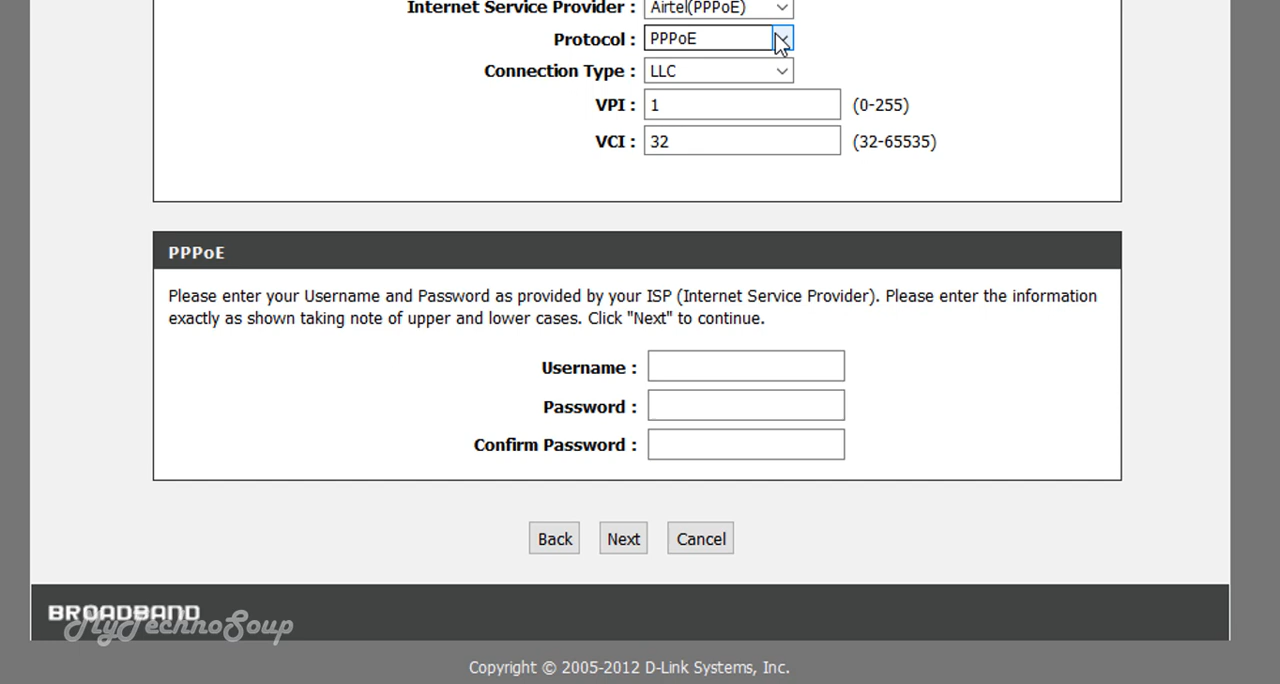 Internet Service Provider : Airtel(PPPoE)
Protocol : PPPoE
Connection Type : LLC
VPI : 1 (0-255)
VCI : 32 (32-65535)
PPPoE
Please enter your Username and Password as provided by your ISP (Internet Service Provider). Please enter the information
exactly as shown taking note of upper and lower cases. Click "Next" to continue.
Username :
Password :
Confirm Password :
Back Next Cancel
BROADBAND
MyTechnoSoup
Copyright © 2005-2012 D-Link Systems, Inc.